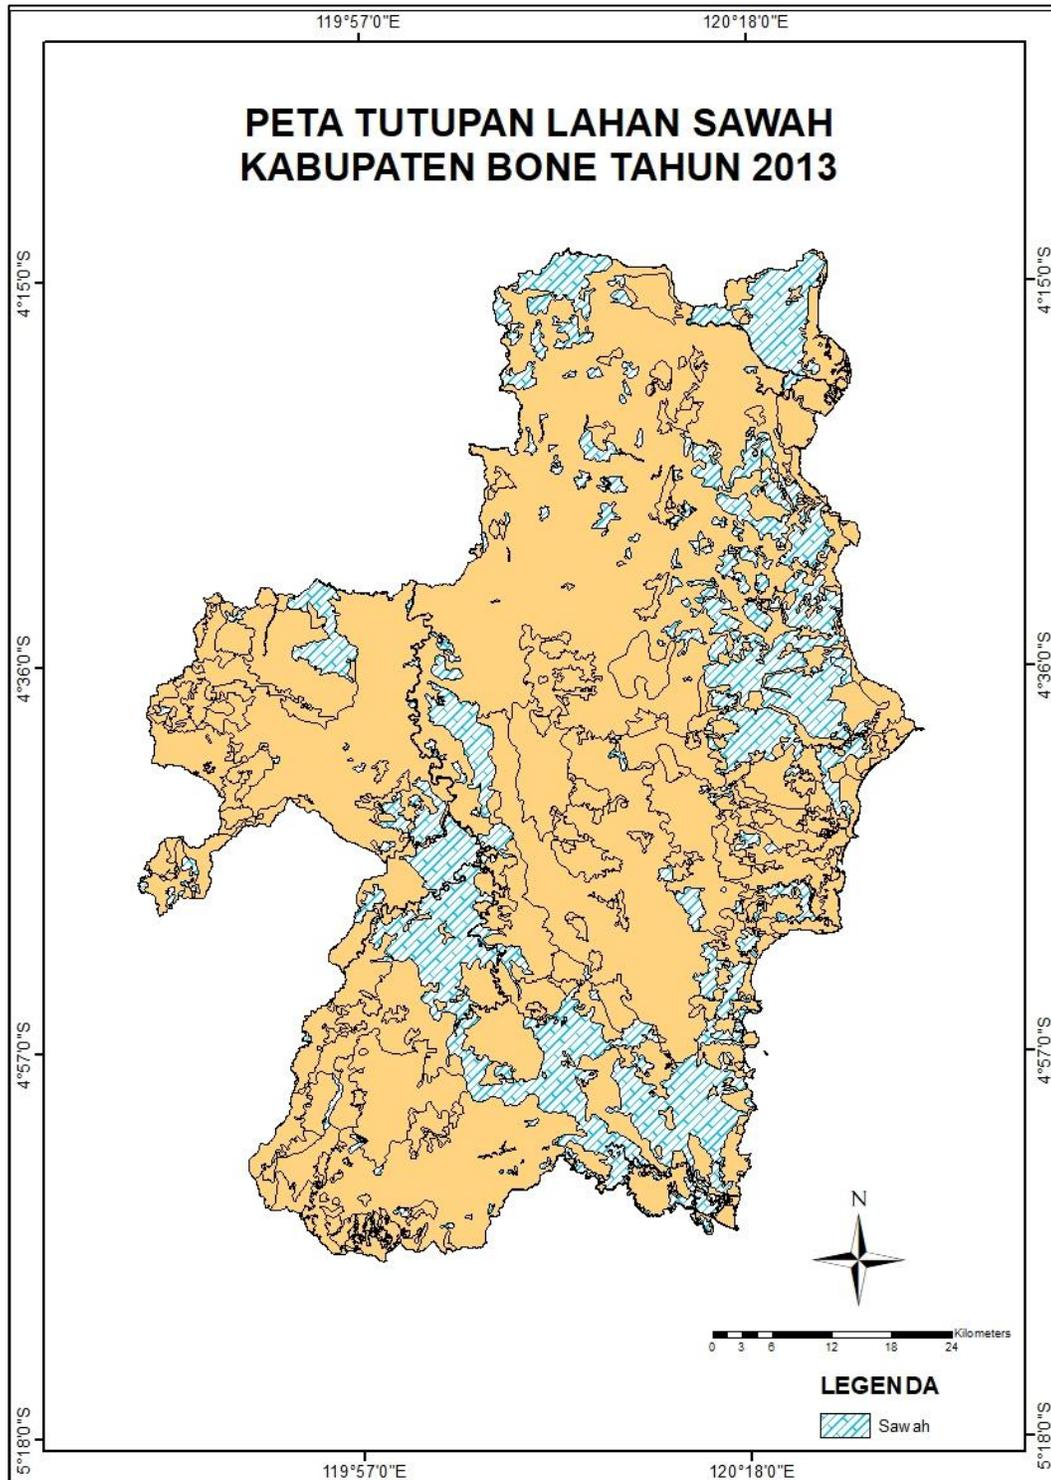 119°57'0"E
120°18'0"E
PETA TUTUPAN LAHAN SAWAH
KABUPATEN BONE TAHUN 2013
4°15'0"S
4°15'0"S
4°36'0"S
4°36'0"S
4°57'0"S
4°57'0"S
N
Kilometers
0 3 6 12 18 24
LEGENDA
Sawah
5°18'0"S
5°18'0"S
119°57'0"E
120°18'0"E